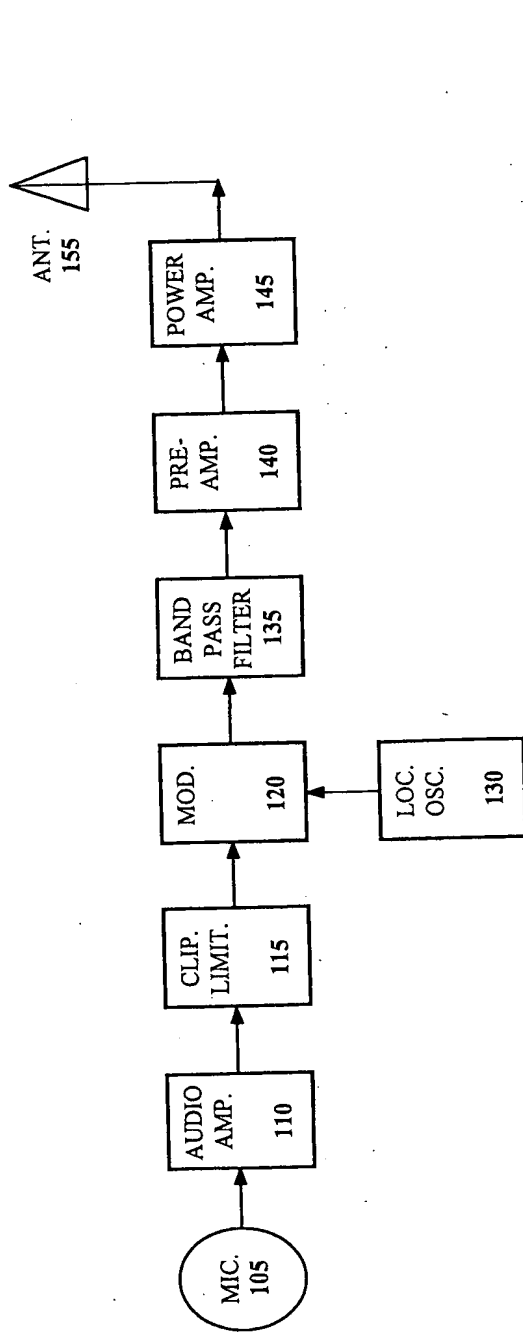 MIC.
105
AUDIO
AMP.
110
CLIP.
LIMIT.
115
MOD.
120
LOC.
OSC.
130
BAND
PASS
FILTER
135
PRE-
AMP.
140
POWER
AMP.
145
ANT.
155